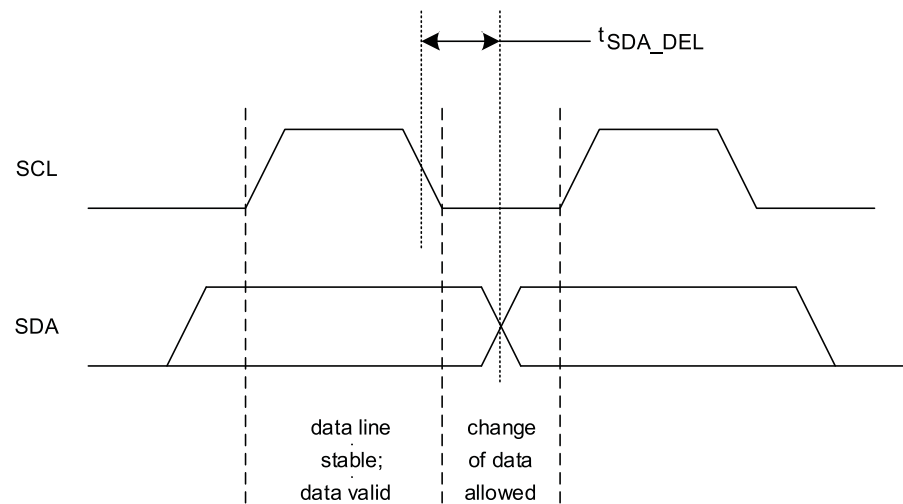 tSDA_DEL
SCL
SDA
data line
stable;
data valid
change
of data
allowed